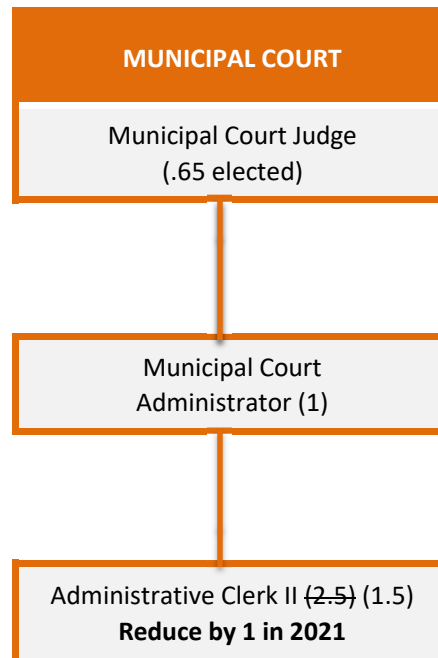 MUNICIPAL COURT
Municipal Court Judge
(.65 elected)
Municipal Court
Administrator (1)
Administrative Clerk II (2.5) (1.5)
Reduce by 1 in 2021